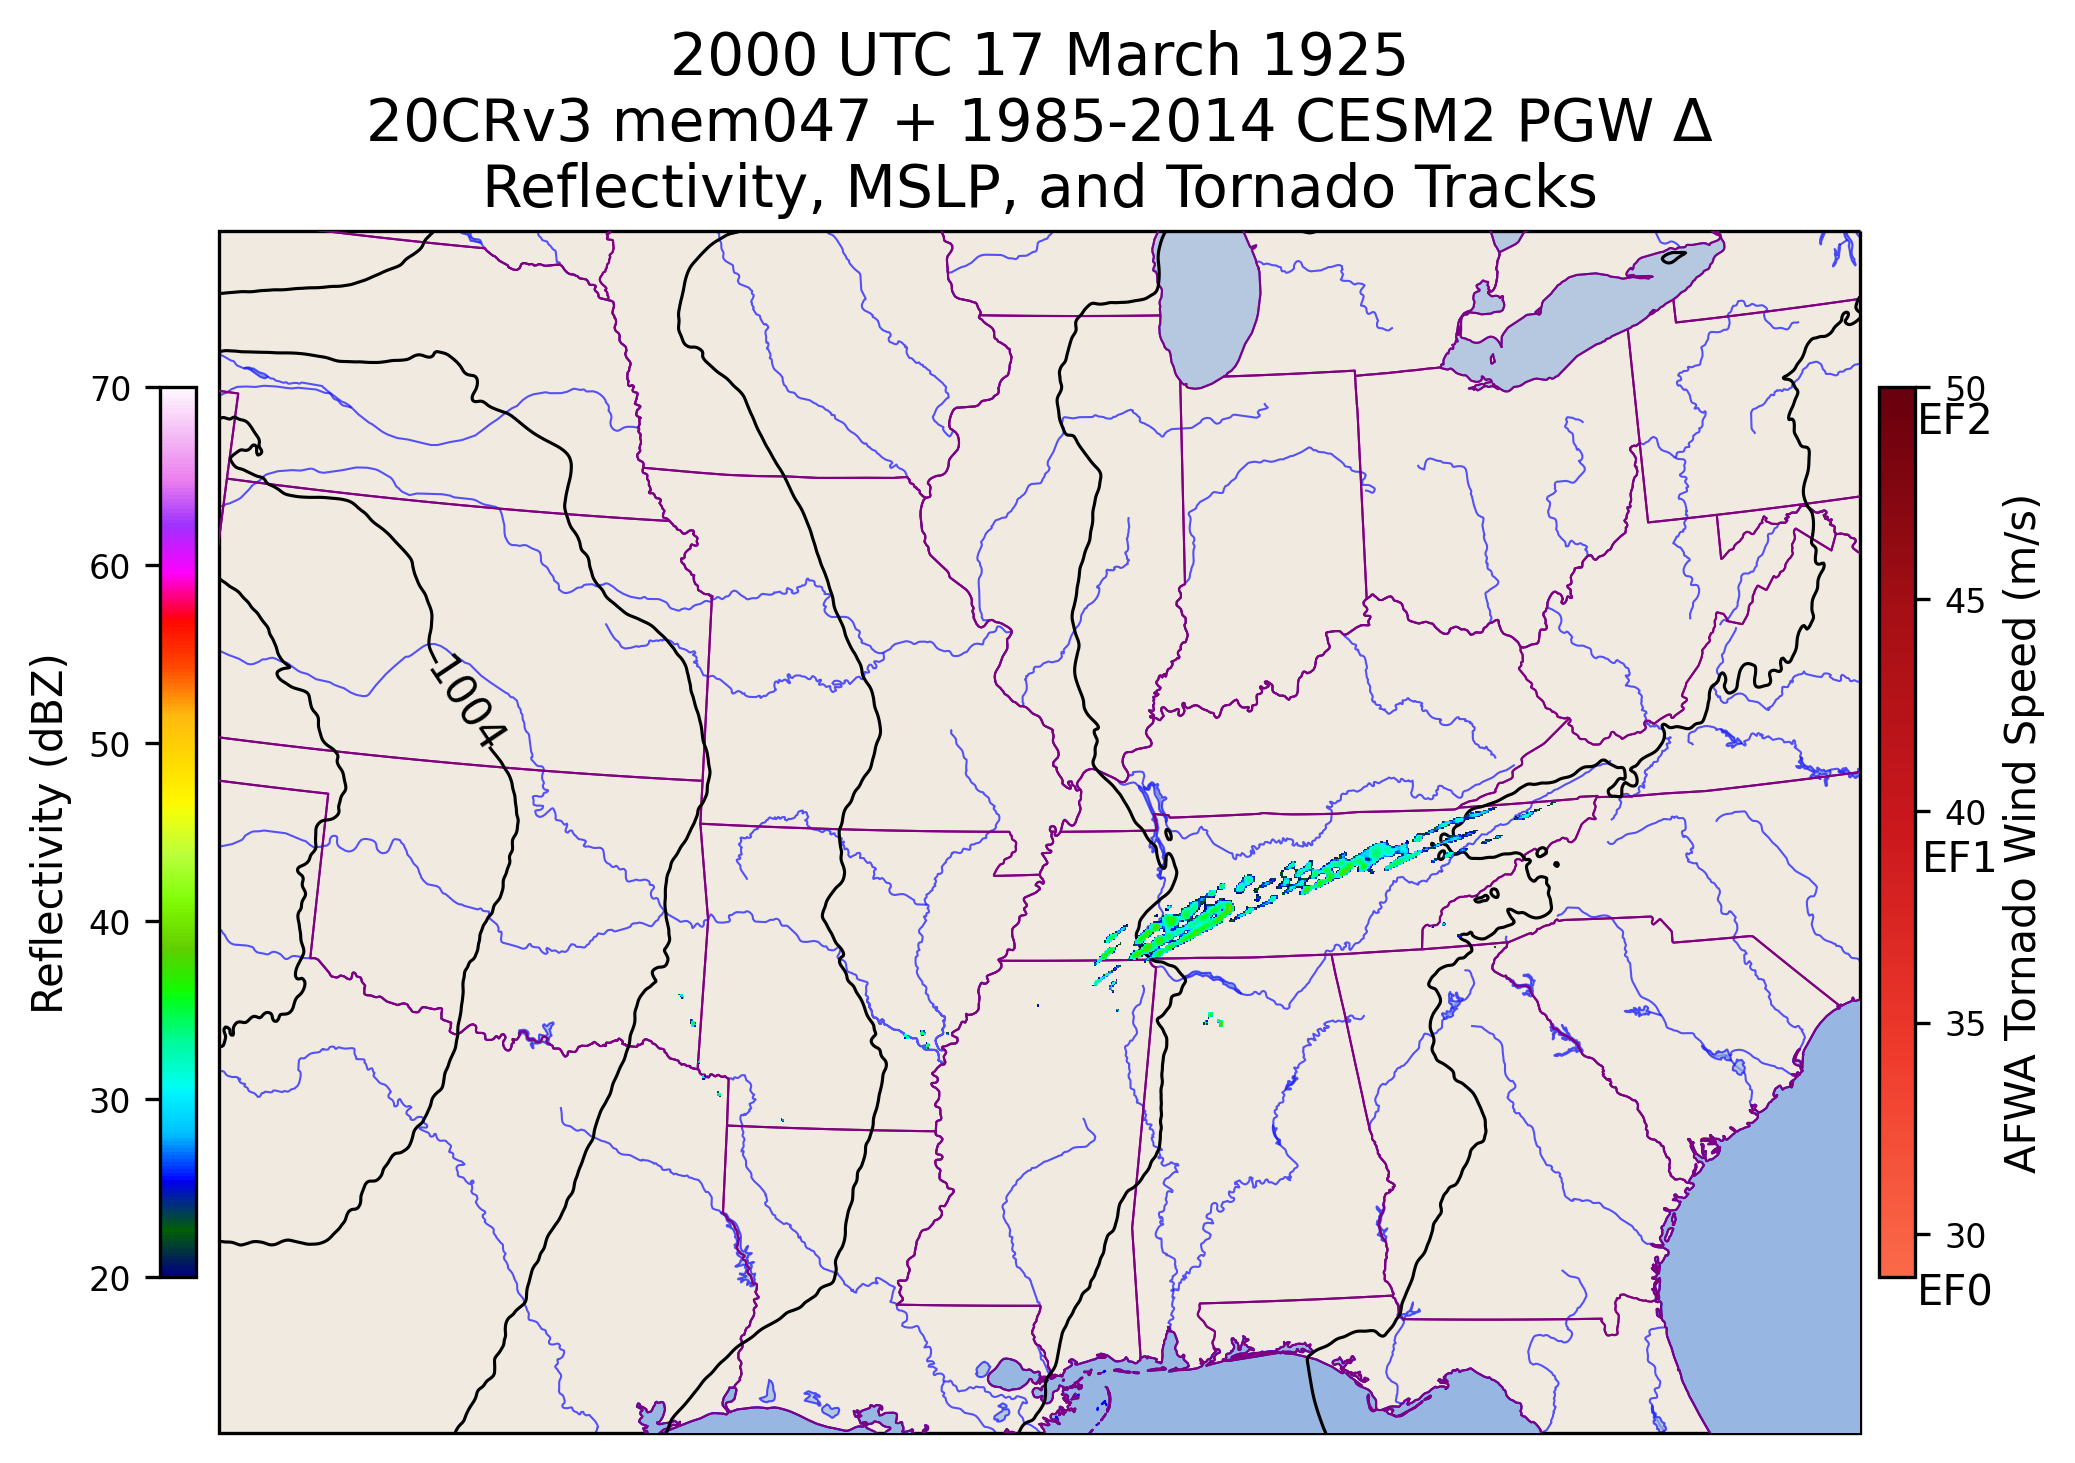 2000 UTC 17 March 1925
20CRv3 mem047 + 1985-2014 CESM2 PGW Δ
Reflectivity, MSLP, and Tornado Tracks
70
60
50
40
30
20
Reflectivity (dBZ)
1004
50
EF2
45
40
EF1
35
30
EF0
AFWA Tornado Wind Speed (m/s)